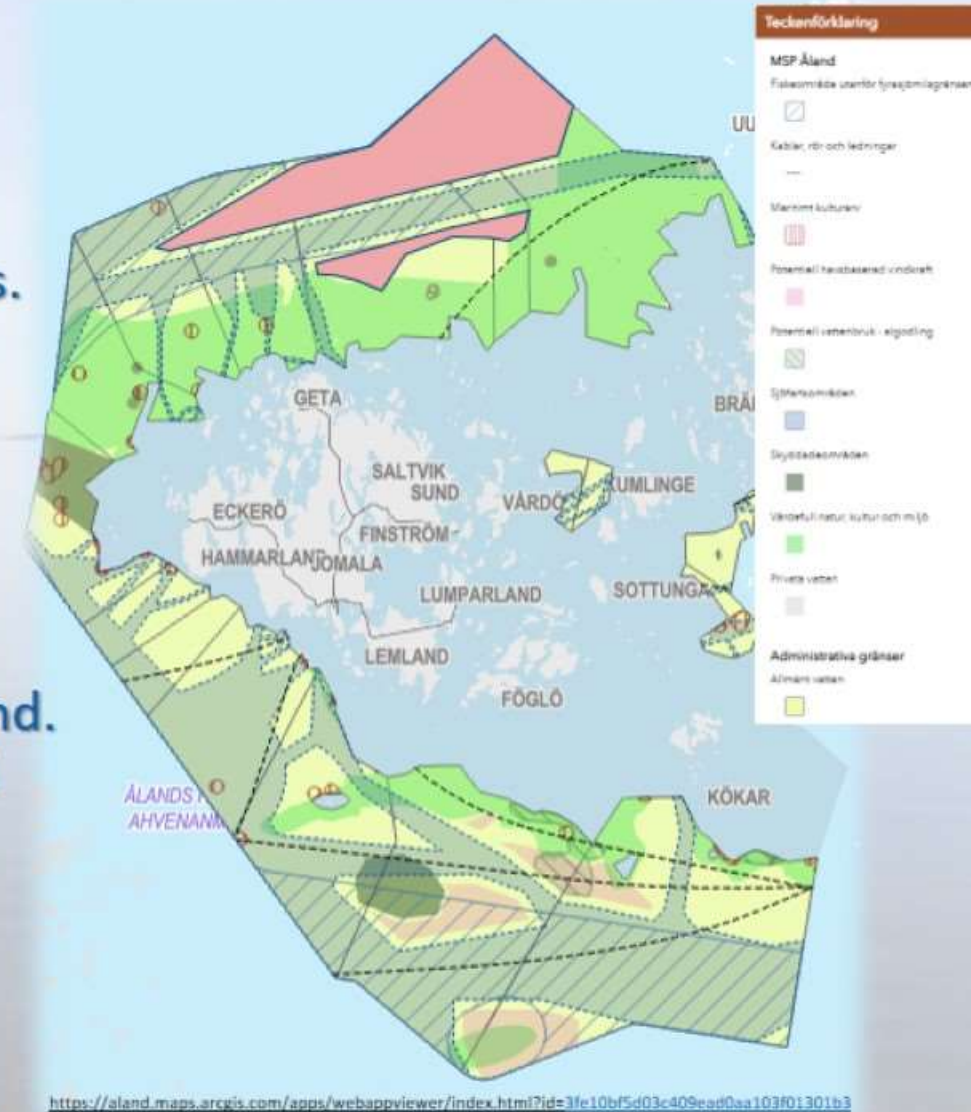 s.
nd.
Teckenförklaring
MSP Åland
Fiskeområde utanför fyrasjömilagränsen
Kablar, rör och ledningar
Marinmt kulturarv
Potentiell havsbaserad vindkraft
Potentiell vattenbruk - algodling
Sjöfartsområden
Skyddadeområden
Värdefull natur, kultur och miljö
Privata vatten
Administrativa gränser
Allmänt vatten
UU
GETA
BRÄ
SALTVIK
SUND
ECKERÖ
VÅRDÖ
KUMLINGE
FINSTRÖM
HAMMARLAND
JOMALA
LUMPARLAND
SOTTUNGA
LEMLAND
FÖGLÖ
KÖKAR
ÅLANDS
AHVENANM
https://aland.maps.arcgis.com/apps/webappviewer/index.html?id=3fe10bf5d03c409ead0aa103f01301b3